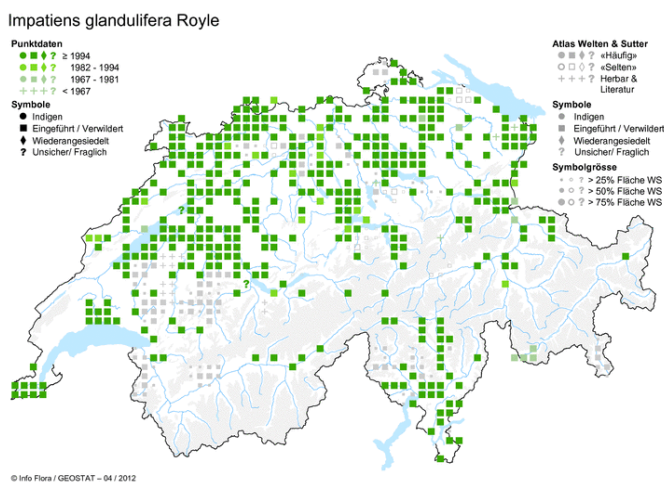 Impatiens glandulifera Royle
Punktdaten
? ≥ 1994
? 1982 - 1994
? 1967 - 1981
+ + + ? < 1967
Symbole
Indigen
Eingeführt / Verwildert
Wiederangesiedelt
? Unsicher/ Fraglich
Atlas Welten & Sutter
? «Häufig»
? «Selten»
+ + + Herbar &
Literatur
Symbole
Indigen
Eingeführt / Verwildert
Wiederangesiedelt
? Unsicher/ Fraglich
Symbolgrösse
? > 25% Fläche WS
? > 50% Fläche WS
? > 75% Fläche WS
?
?
© Info Flora / GEOSTAT – 04 / 2012